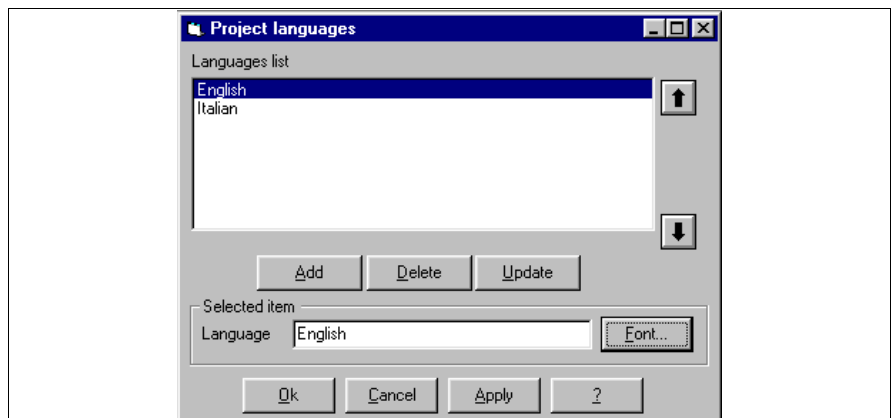 Project languages
Languages list
English
Italian
Add Delete Update
Selected item
Language English Font...
Ok Cancel Apply ?